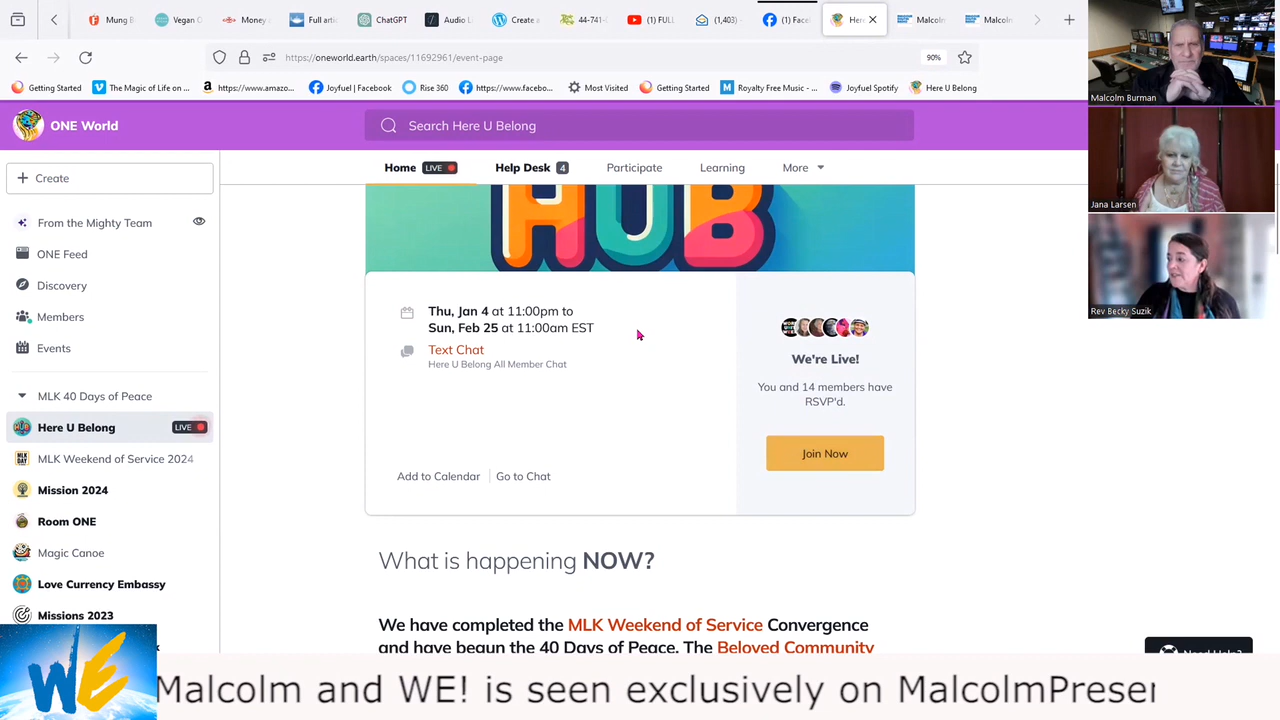 Mung B
Vegan C
Money
Full arti
ChatGPT
Audio Li
Create a
44-741-
(1) FULL
(1,403)
(1) Face
Here
Malcolm
Malcoln
https://oneworld.earth/spaces/11692961/event-page
90%
Getting Started
The Magic of Life on ...
https://www.amazo...
Joyfuel | Facebook
Rise 360
https://www.facebo...
Most Visited
Getting Started
Royalty Free Music - ...
Joyfuel Spotify
Here U Belong
ONE World
Search Here U Belong
Home LIVE
Help Desk 4
Participate
Learning
More
Create
From the Mighty Team
ONE Feed
Discovery
Members
Events
MLK 40 Days of Peace
Here U Belong LIVE
MLK Weekend of Service 2024
Mission 2024
Room ONE
Magic Canoe
Love Currency Embassy
Missions 2023
HUB
Thu, Jan 4 at 11:00pm to
Sun, Feb 25 at 11:00am EST
Text Chat
Here U Belong All Member Chat
Add to Calendar
Go to Chat
We're Live!
You and 14 members have
RSVP'd.
Join Now
What is happening NOW?
We have completed the MLK Weekend of Service Convergence
and have begun the 40 Days of Peace. The Beloved Community
Malcolm Burman
Jana Larsen
Rev Becky Suzik
Need Help?
WE
Malcolm and WE! is seen exclusively on MalcolmPreser